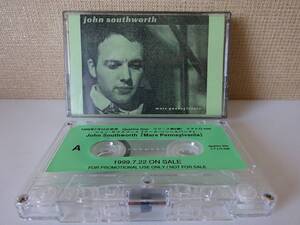 john southworth
mars pennsylvania
John Southworth「Mars Pennsylvania」
A
1999.7.22 ON SALE
FOR PROMOTIONAL USE ONLY / NOT FOR SALE